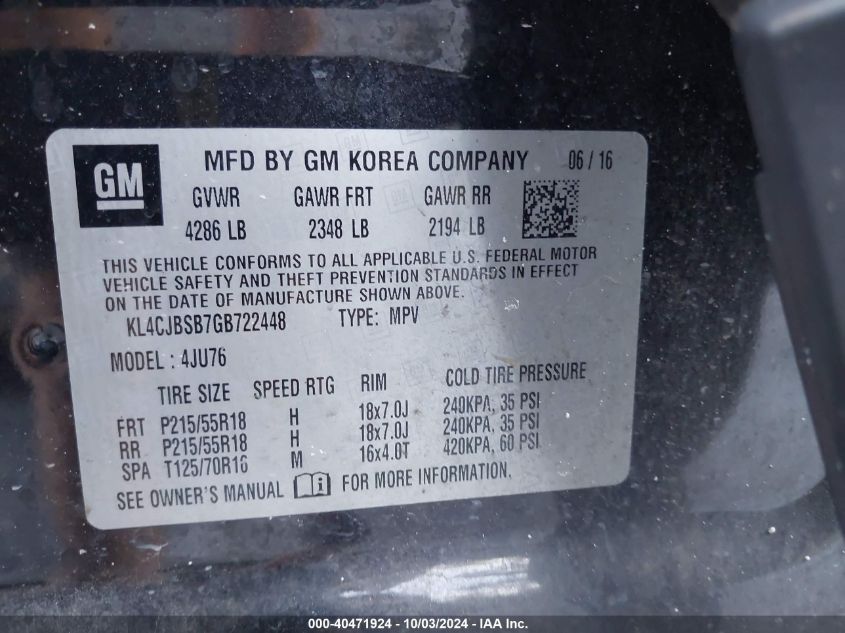 GM
MFD BY GM KOREA COMPANY 06 / 16
GVWR GAWR FRT GAWR RR
4286 LB 2348 LB 2194 LB
THIS VEHICLE CONFORMS TO ALL APPLICABLE U.S. FEDERAL MOTOR
VEHICLE SAFETY AND THEFT PREVENTION STANDARDS IN EFFECT
ON THE DATE OF MANUFACTURE SHOWN ABOVE.
KL4CJBSB7GB722448 TYPE: MPV
MODEL : 4JU76
TIRE SIZE SPEED RTG RIM COLD TIRE PRESSURE
FRT P215/55R18 H 18x7.0J 240KPA, 35 PSI
RR P215/55R18 H 18x7.0J 240KPA, 35 PSI
SPA T125/70R16 M 16x4.0T 420KPA, 60 PSI
SEE OWNER'S MANUAL FOR MORE INFORMATION.
000-40471924 - 10/03/2024 - IAA Inc.